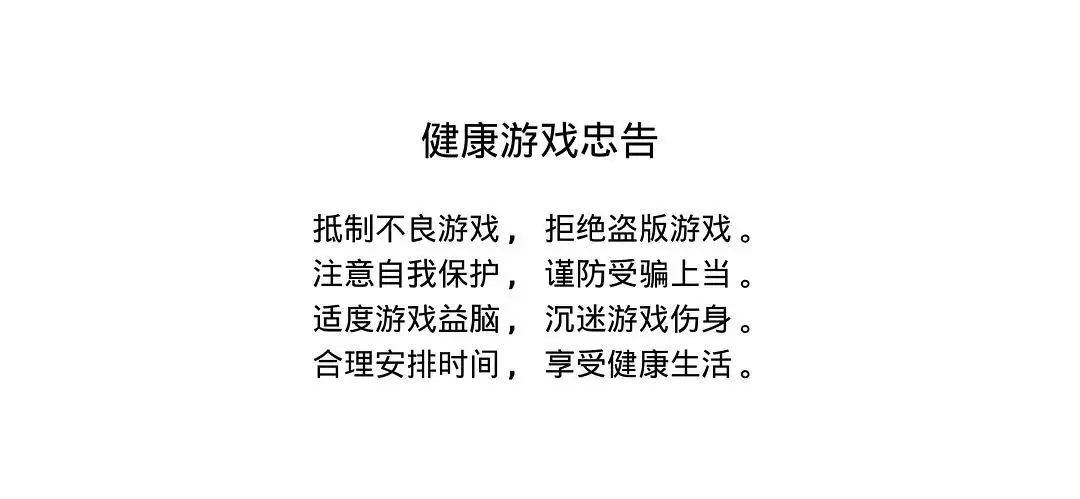 健康游戏忠告
抵制不良游戏, 拒绝盗版游戏。
注意自我保护, 谨防受骗上当。
适度游戏益脑, 沉迷游戏伤身。
合理安排时间, 享受健康生活。